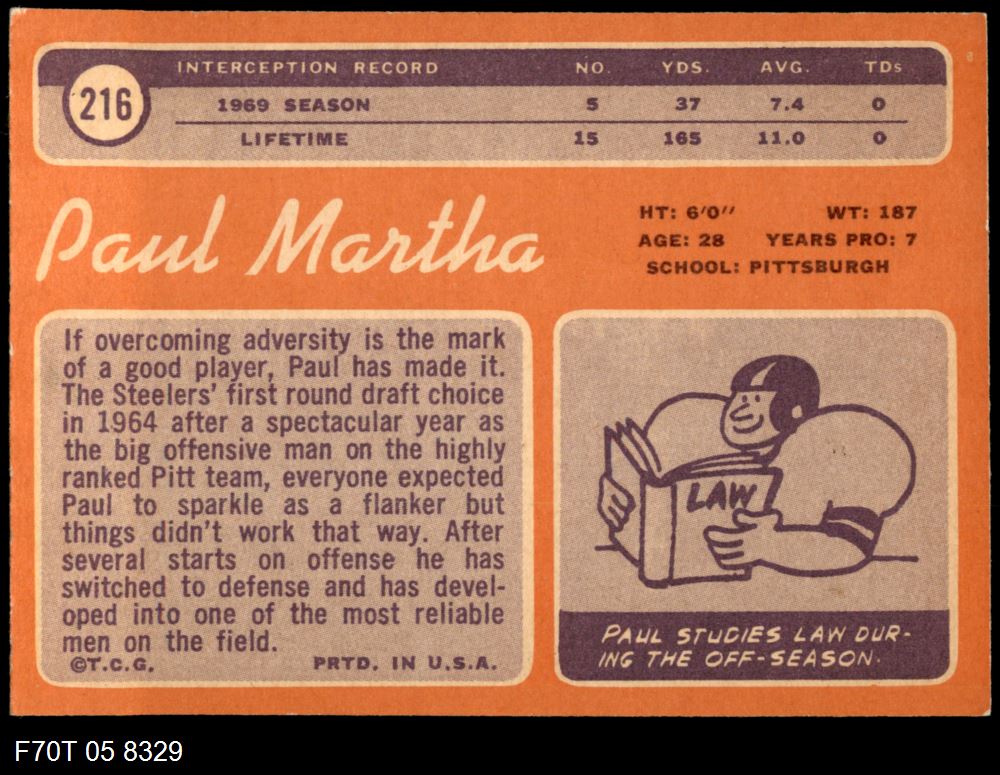 INTERCEPTION RECORD NO. YDS. AVG. TDs
216
1969 SEASON 5 37 7.4 0
LIFETIME 15 165 11.0 0
Paul Martha
HT: 6'0" WT: 187
AGE: 28 YEARS PRO: 7
SCHOOL: PITTSBURGH
If overcoming adversity is the mark
of a good player, Paul has made it.
The Steelers' first round draft choice
in 1964 after a spectacular year as
the big offensive man on the highly
ranked Pitt team, everyone expected
Paul to sparkle as a flanker but
things didn't work that way. After
several starts on offense he has
switched to defense and has devel-
oped into one of the most reliable
men on the field.
©T.C.G. PRTD. IN U.S.A.
LAW
PAUL STUDIES LAW DUR-
ING THE OFF-SEASON.
F70T 05 8329